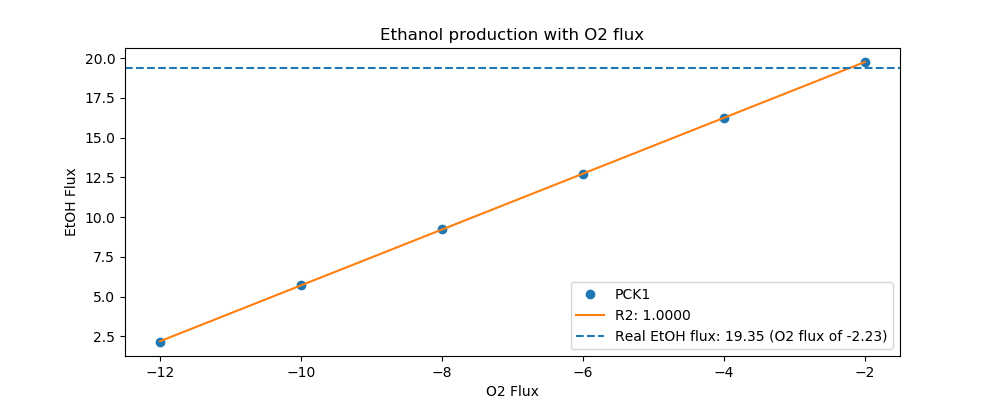 Ethanol production with O2 flux
20.0
17.5
15.0
12.5
10.0
7.5
5.0
2.5
EtOH Flux
−12
−10
−8
−6
−4
−2
O2 Flux
PCK1
R2: 1.0000
Real EtOH flux: 19.35 (O2 flux of -2.23)